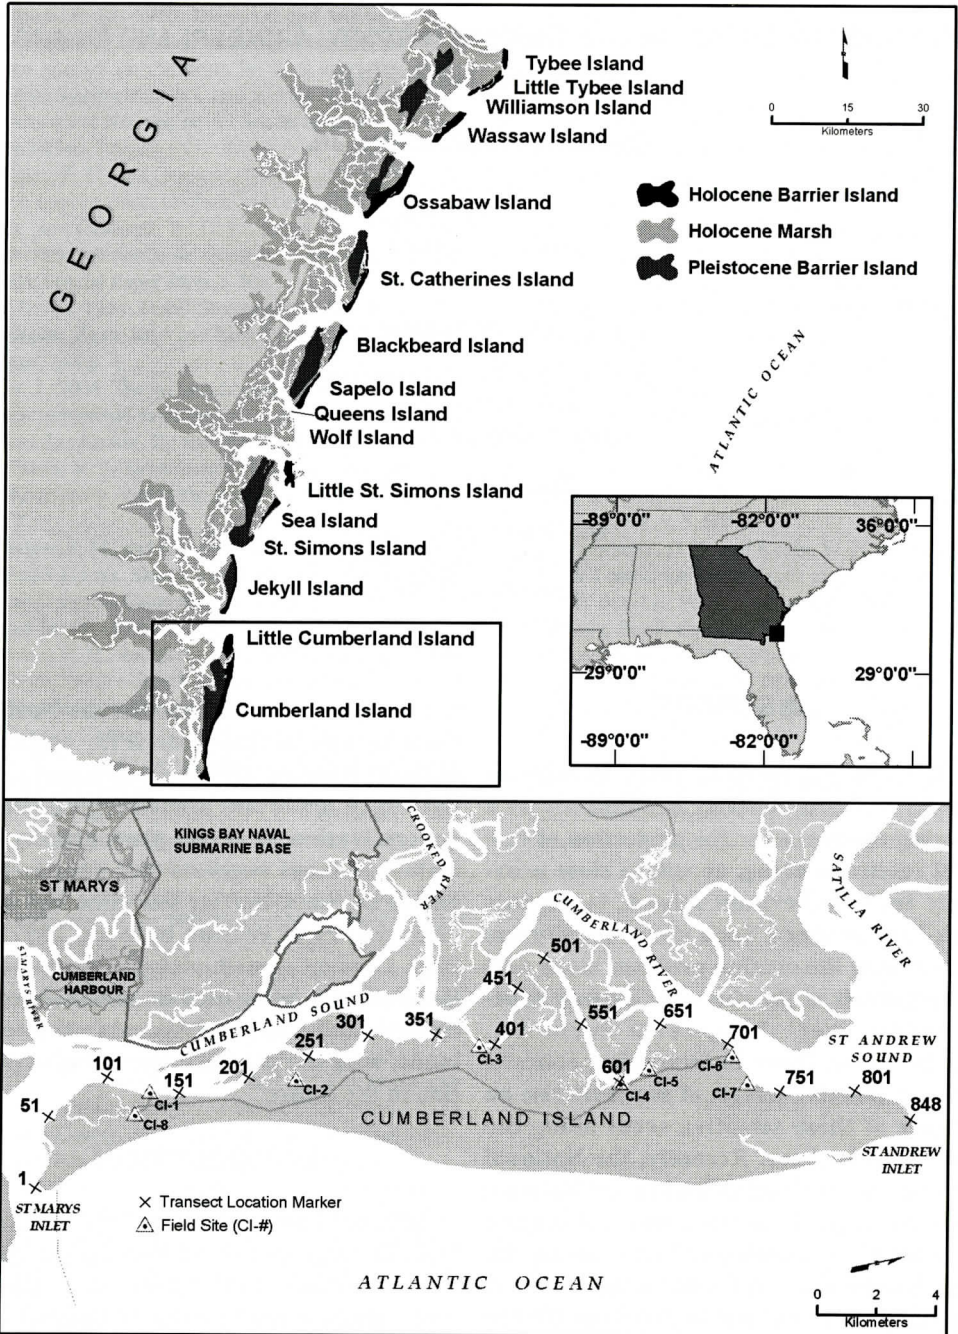 GEORGIA
Tybee Island
Little Tybee Island
Williamson Island
Wassaw Island
Ossabaw Island
St. Catherines Island
Blackbeard Island
Sapelo Island
Queens Island
Wolf Island
Little St. Simons Island
Sea Island
St. Simons Island
Jekyll Island
Little Cumberland Island
Cumberland Island
0 15 30
Kilometers
Holocene Barrier Island
Holocene Marsh
Pleistocene Barrier Island
ATLANTIC OCEAN
-89°0'0" -82°0'0" 36°0'0"
29°0'0" 29°0'0"
-89°0'0" -82°0'0"
KINGS BAY NAVAL
SUBMARINE BASE
ST MARYS
CUMBERLAND
HARBOUR
ST MARYS RIVER
CROOKED RIVER
CUMBERLAND SOUND
CUMBERLAND RIVER
SATILLA RIVER
ST ANDREW
SOUND
501
451
301
351
401
551
651
701
251
201
101
151
601
751
801
51
848
1
CI-3
CI-6
CI-5
CI-2
CI-4
CI-7
CI-1
CI-8
CUMBERLAND ISLAND
ST ANDREW
INLET
ST MARYS
INLET
Transect Location Marker
Field Site (CI-#)
ATLANTIC OCEAN
0 2 4
Kilometers